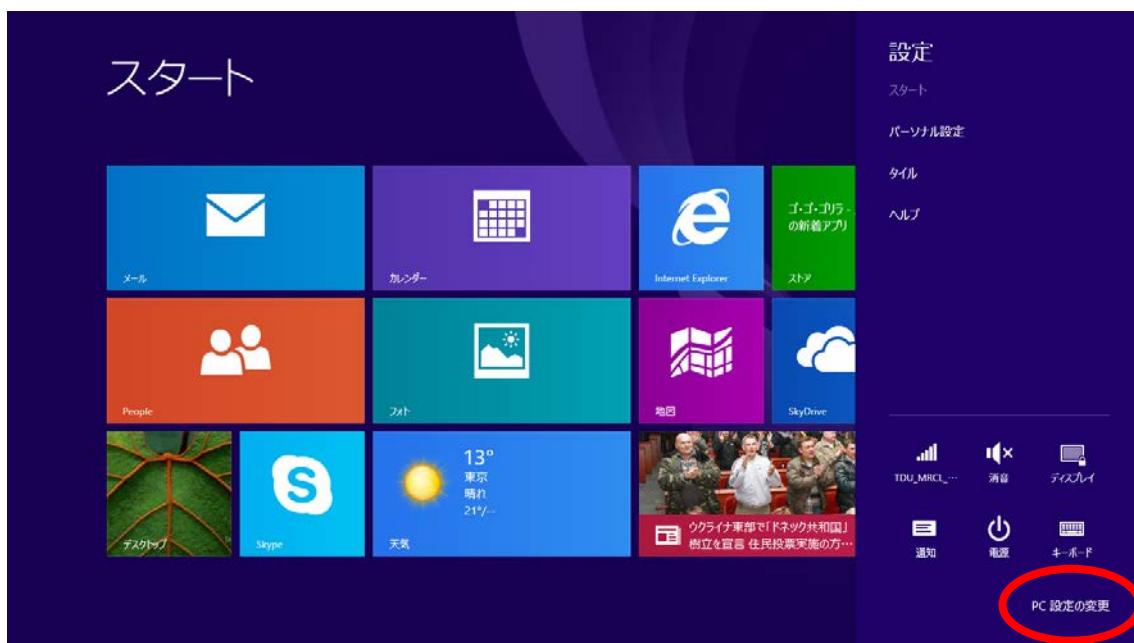 スタート
メール
カレンダー
Internet Explorer
ゴ・ゴ・ゴリラ -
の新着アプリ
ストア
People
フォト
地図
SkyDrive
デスクトップ
S
Skype
13°
東京
晴れ
21°/--
天気
ウクライナ東部で「ドネツク共和国」
樹立を宣言 住民投票実施の方…
設定
スタート
パーソナル設定
タイル
ヘルプ
TDU_MRCL_…
消音
ディスプレイ
通知
電源
キーボード
PC 設定の変更